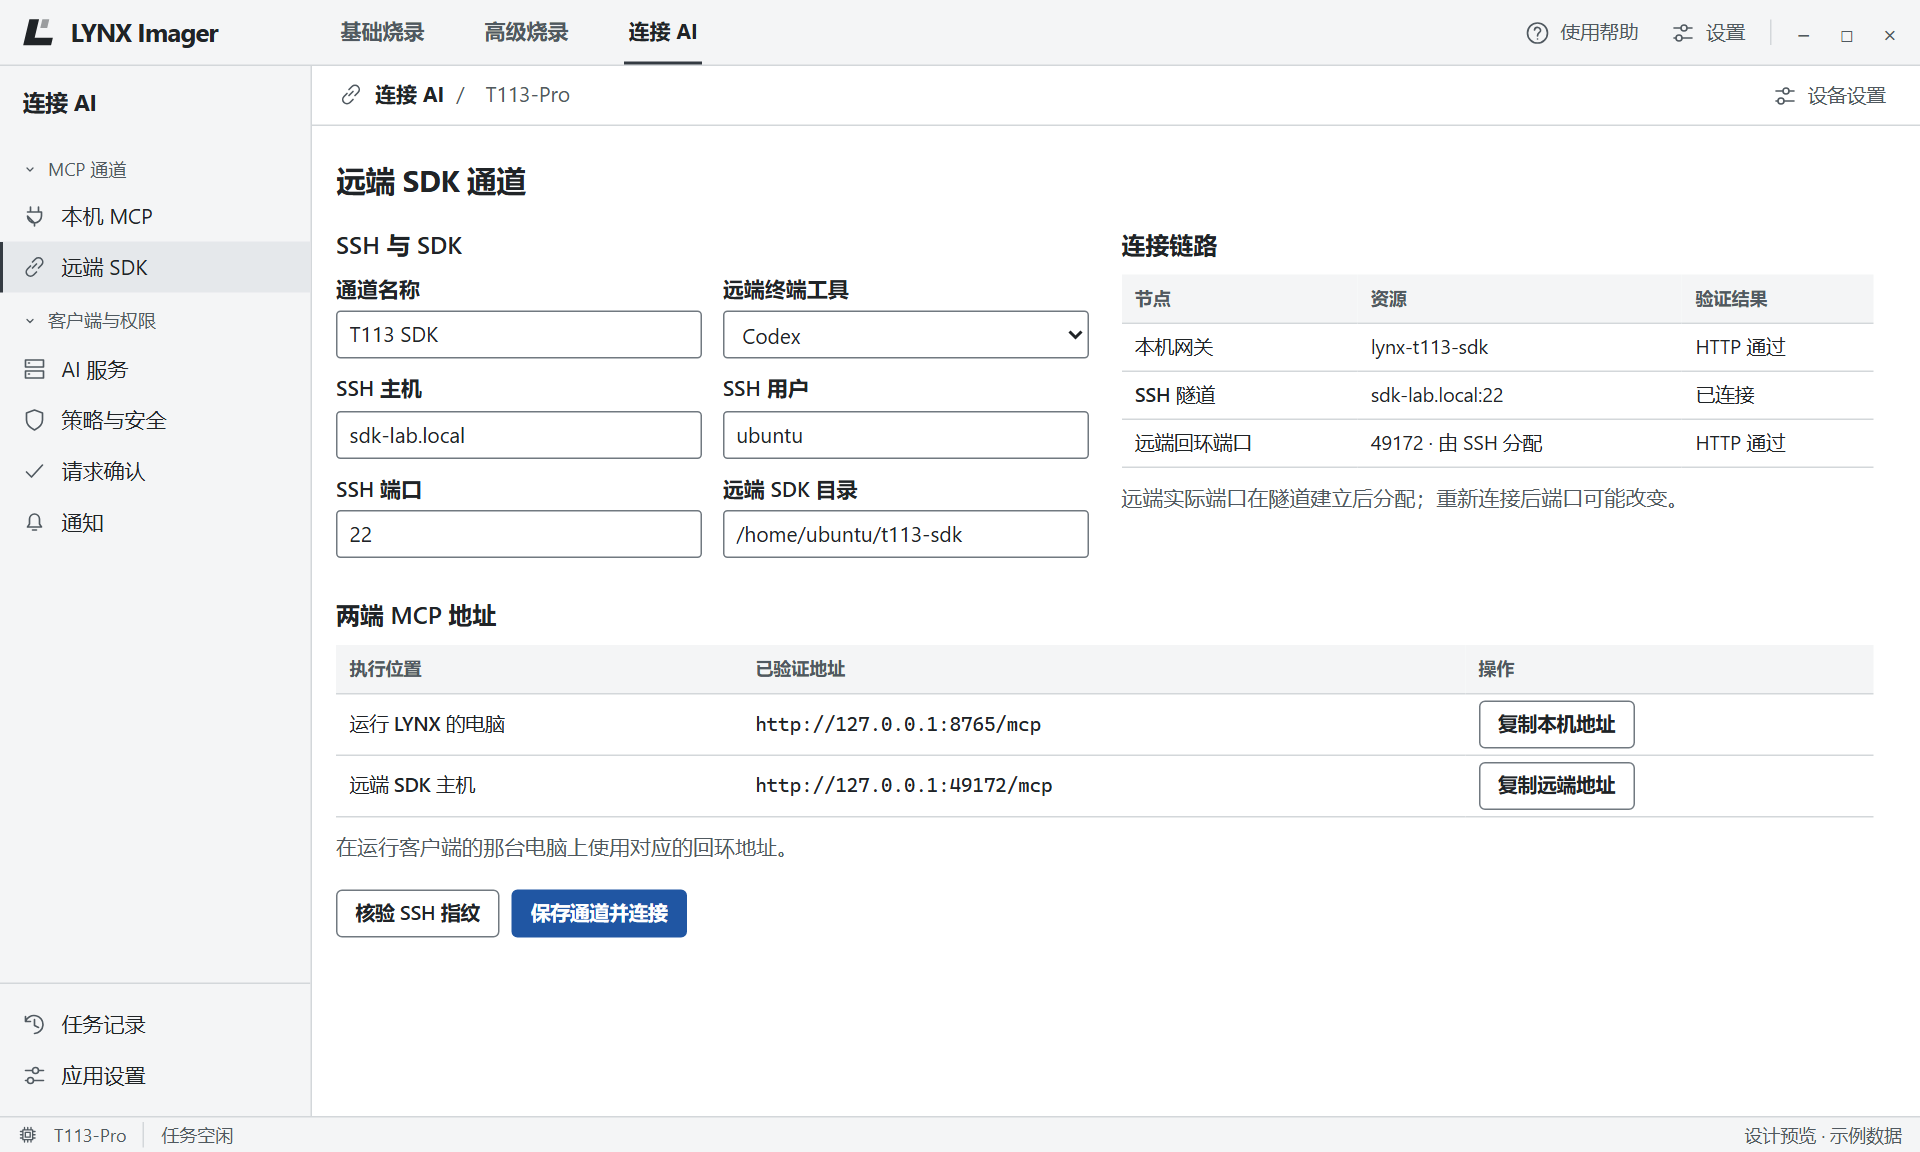 LYNX Imager
基础烧录
高级烧录
连接 AI
使用帮助
设置
连接 AI
MCP 通道
本机 MCP
远端 SDK
客户端与权限
AI 服务
策略与安全
请求确认
通知
任务记录
应用设置
连接 AI / T113-Pro
设备设置
远端 SDK 通道
SSH 与 SDK
通道名称
T113 SDK
远端终端工具
Codex
SSH 主机
sdk-lab.local
SSH 用户
ubuntu
SSH 端口
22
远端 SDK 目录
/home/ubuntu/t113-sdk
连接链路
节点 资源 验证结果
本机网关 lynx-t113-sdk HTTP 通过
SSH 隧道 sdk-lab.local:22 已连接
远端回环端口 49172 · 由 SSH 分配 HTTP 通过
远端实际端口在隧道建立后分配；重新连接后端口可能改变。
两端 MCP 地址
执行位置 已验证地址 操作
运行 LYNX 的电脑 http://127.0.0.1:8765/mcp 复制本机地址
远端 SDK 主机 http://127.0.0.1:49172/mcp 复制远端地址
在运行客户端的那台电脑上使用对应的回环地址。
核验 SSH 指纹
保存通道并连接
T113-Pro
任务空闲
设计预览 · 示例数据